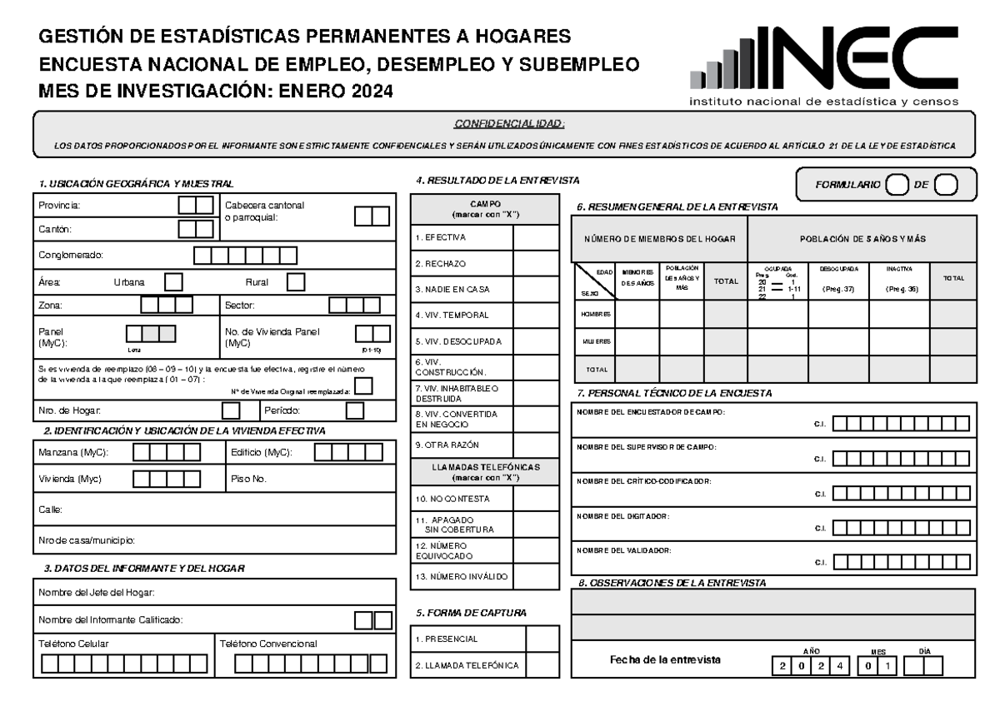 GESTIÓN DE ESTADÍSTICAS PERMANENTES A HOGARES
ENCUESTA NACIONAL DE EMPLEO, DESEMPLEO Y SUBEMPLEO
MES DE INVESTIGACIÓN: ENERO 2024
INEC
instituto nacional de estadística y censos
CONFIDENCIALIDAD:
LOS DATOS PROPORCIONADOS POR EL INFORMANTE SON ESTRICTAMENTE CONFIDENCIALES Y SERÁN UTILIZADOS ÚNICAMENTE CON FINES ESTADÍSTICOS DE ACUERDO AL ARTÍCULO 21 DE LA LEY DE ESTADÍSTICA
FORMULARIO DE
1. UBICACIÓN GEOGRÁFICA Y MUESTRAL
Provincia:
Cabecera cantonal
o parroquial:
Cantón:
Conglomerado:
Área: Urbana Rural
Zona: Sector:
Panel
(MyC):
Letra
No. de Vivienda Panel
(MyC)
(01-10)
Si es vivienda de reemplazo (08 – 09 – 10) y la encuesta fue efectiva, registre el número
de la vivienda a la que reemplaza ( 01 – 07) :
Nº de Vivienda Original reemplazada:
Nro. de Hogar: Período:
2. IDENTIFICACIÓN Y UBICACIÓN DE LA VIVIENDA EFECTIVA
Manzana (MyC): Edificio (MyC):
Vivienda (Myc) Piso No.
Calle:
Nro de casa/municipio:
3. DATOS DEL INFORMANTE Y DEL HOGAR
Nombre del Jefe del Hogar:
Nombre del Informante Calificado:
Teléfono Celular Teléfono Convencional
4. RESULTADO DE LA ENTREVISTA
CAMPO
(marcar con "X")
1. EFECTIVA
2. RECHAZO
3. NADIE EN CASA
4. VIV. TEMPORAL
5. VIV. DESOCUPADA
6. VIV.
CONSTRUCCIÓN.
7. VIV. INHABITABLE O
DESTRUIDA
8. VIV. CONVERTIDA
EN NEGOCIO
9. OTRA RAZÓN
LLAMADAS TELEFÓNICAS
(marcar con "X")
10. NO CONTESTA
11. APAGADO
SIN COBERTURA
12. NÚMERO
EQUIVOCADO
13. NÚMERO INVÁLIDO
5. FORMA DE CAPTURA
1. PRESENCIAL
2. LLAMADA TELEFÓNICA
6. RESUMEN GENERAL DE LA ENTREVISTA
NÚMERO DE MIEMBROS DEL HOGAR POBLACIÓN DE 5 AÑOS Y MÁS
EDAD
SEXO
MENORES
DE 5 AÑOS
POBLACIÓN
DE 5 AÑOS Y
MÁS
TOTAL
OCUPADA
Preg. Cod.
20 1
21 1-11
22 1
DESOCUPADA
(Preg. 37)
INACTIVA
(Preg. 36)
TOTAL
HOMBRES
MUJERES
TOTAL
7. PERSONAL TÉCNICO DE LA ENCUESTA
NOMBRE DEL ENCUESTADOR DE CAMPO:
C.I.
NOMBRE DEL SUPERVISOR DE CAMPO:
C.I.
NOMBRE DEL CRÍTICO-CODIFICADOR:
C.I.
NOMBRE DEL DIGITADOR:
C.I.
NOMBRE DEL VALIDADOR:
C.I.
8. OBSERVACIONES DE LA ENTREVISTA
Fecha de la entrevista
AÑO MES DÍA
2 0 2 4 0 1